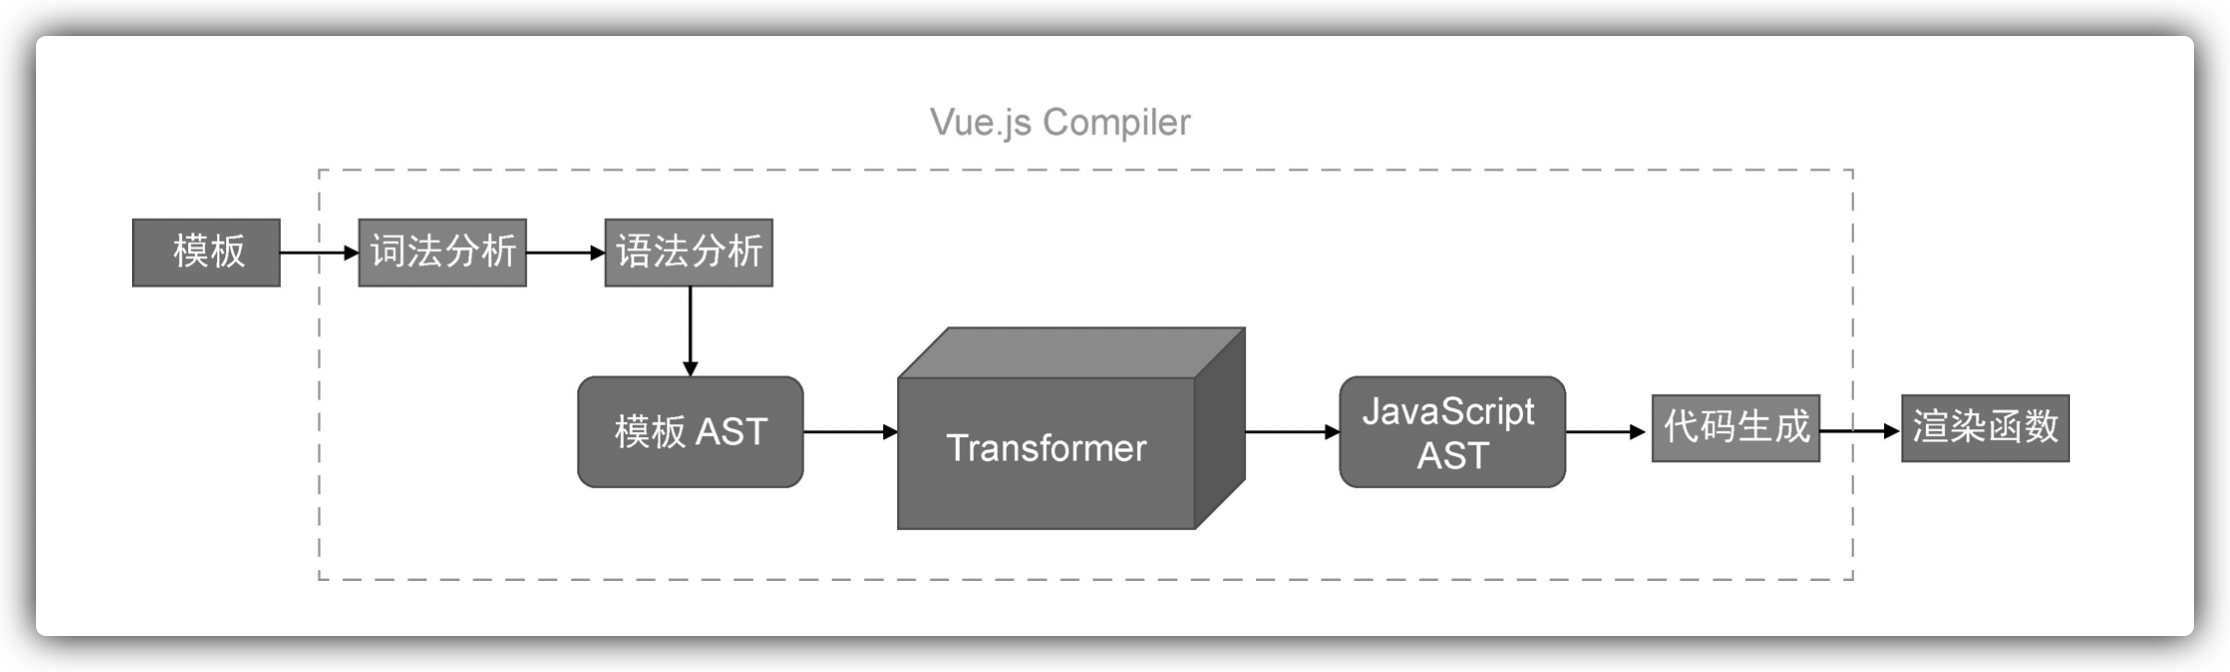 Vue.js Compiler
模板
词法分析
语法分析
模板 AST
Transformer
JavaScript
AST
代码生成
渲染函数